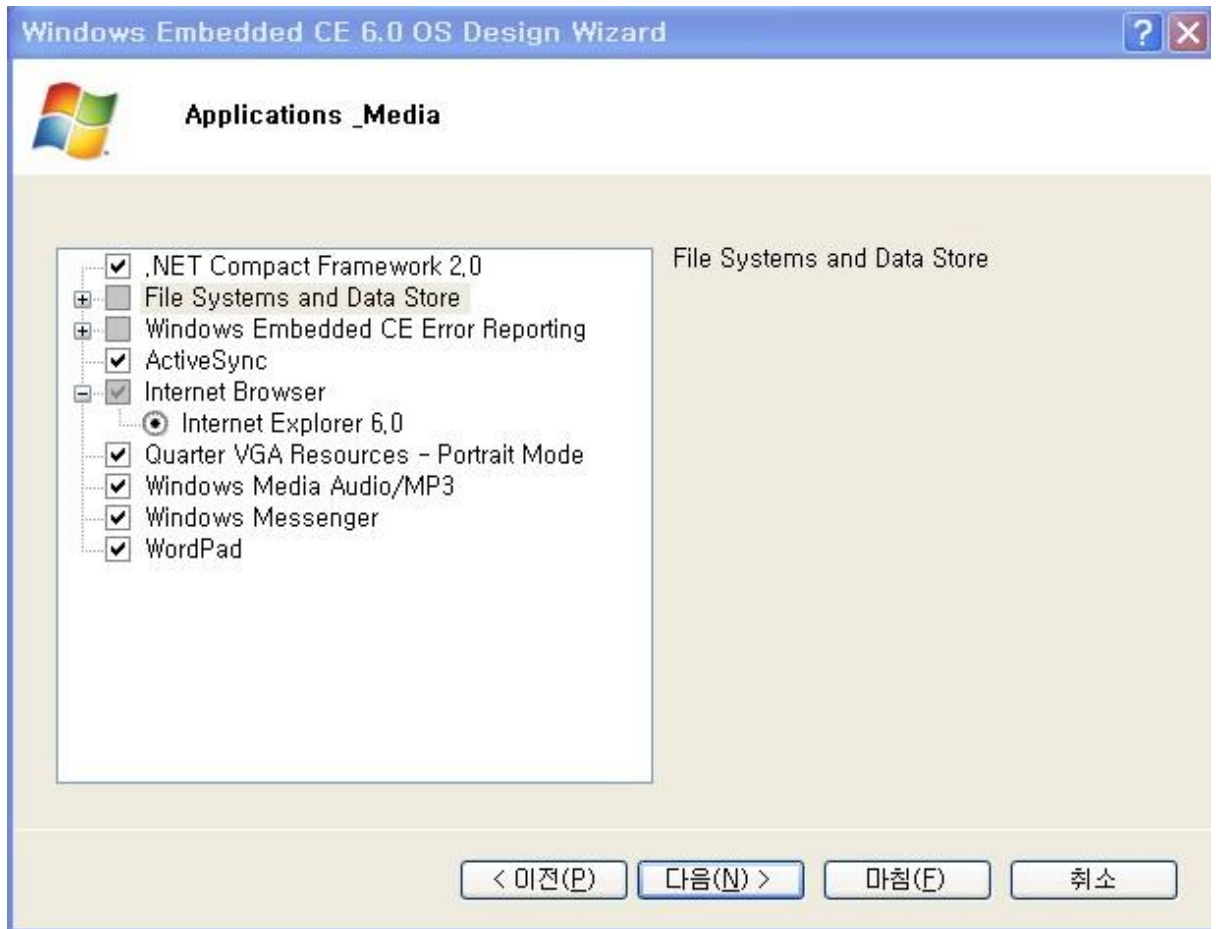 Windows Embedded CE 6.0 OS Design Wizard
Applications _Media
.NET Compact Framework 2.0
File Systems and Data Store
Windows Embedded CE Error Reporting
ActiveSync
Internet Browser
Internet Explorer 6.0
Quarter VGA Resources - Portrait Mode
Windows Media Audio/MP3
Windows Messenger
WordPad
File Systems and Data Store
< 이전(P)
다음(N) >
마침(F)
취소